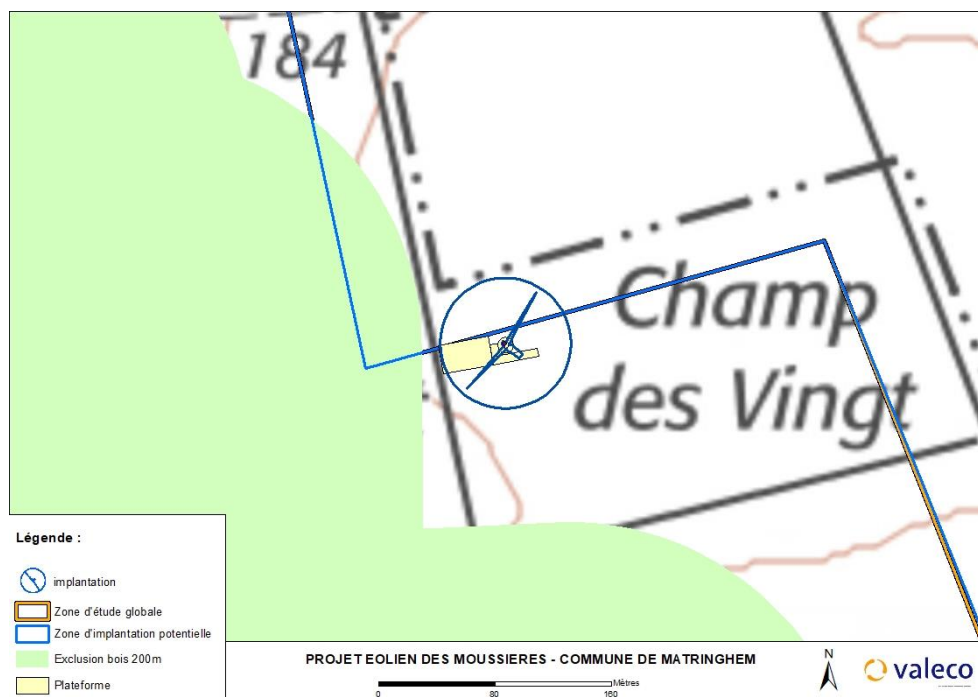 184
Champ
des Vingt
Légende :
implantation
Zone d'étude globale
Zone d'implantation potentielle
Exclusion bois 200m
Plateforme
PROJET EOLIEN DES MOUSSIERES - COMMUNE DE MATRINGHEM
N
valeco
Mètres
0 80 160